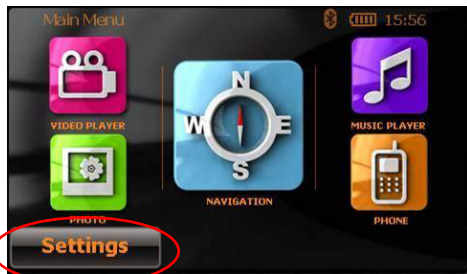 Main Menu 15:56
N
W E
S
VIDEO PLAYER
MUSIC PLAYER
NAVIGATION
PHOTO
PHONE
Settings